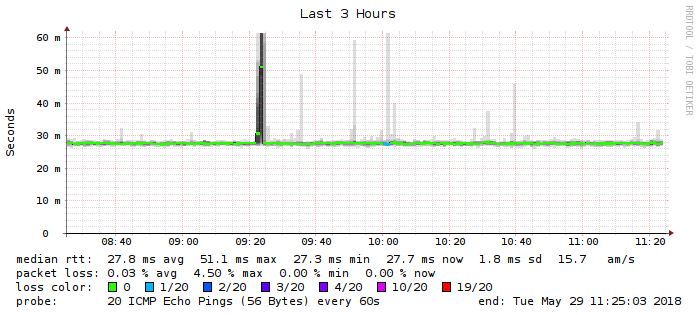 Last 3 Hours
RRDTOOL / TOBI OETIKER
Seconds
60 m
50 m
40 m
30 m
20 m
10 m
0
08:40 09:00 09:20 09:40 10:00 10:20 10:40 11:00 11:20
median rtt: 27.8 ms avg 51.1 ms max 27.3 ms min 27.7 ms now 1.8 ms sd 15.7 am/s
packet loss: 0.03 % avg 4.50 % max 0.00 % min 0.00 % now
loss color: 0 1/20 2/20 3/20 4/20 10/20 19/20
probe: 20 ICMP Echo Pings (56 Bytes) every 60s end: Tue May 29 11:25:03 2018